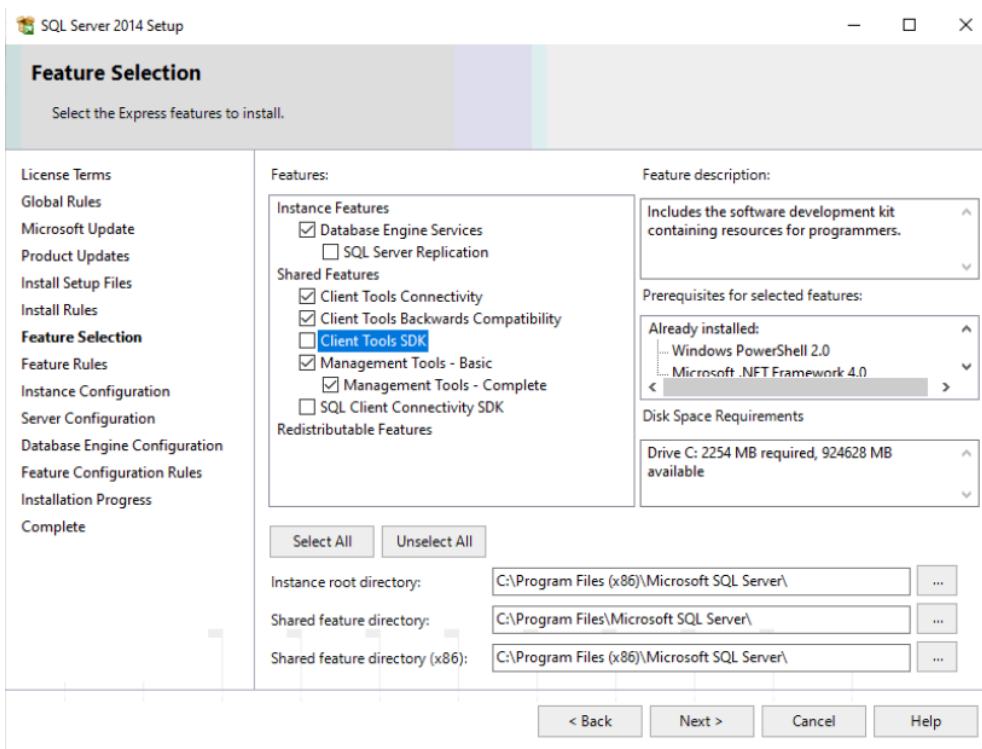 SQL Server 2014 Setup
Feature Selection
Select the Express features to install.
License Terms
Global Rules
Microsoft Update
Product Updates
Install Setup Files
Install Rules
Feature Selection
Feature Rules
Instance Configuration
Server Configuration
Database Engine Configuration
Feature Configuration Rules
Installation Progress
Complete
Features:
Instance Features
Database Engine Services
SQL Server Replication
Shared Features
Client Tools Connectivity
Client Tools Backwards Compatibility
Client Tools SDK
Management Tools - Basic
Management Tools - Complete
SQL Client Connectivity SDK
Redistributable Features
Feature description:
Includes the software development kit
containing resources for programmers.
Prerequisites for selected features:
Already installed:
Windows PowerShell 2.0
Microsoft .NET Framework 4.0
Disk Space Requirements
Drive C: 2254 MB required, 924628 MB
available
Select All
Unselect All
Instance root directory:
C:\Program Files (x86)\Microsoft SQL Server\
...
Shared feature directory:
C:\Program Files\Microsoft SQL Server\
...
Shared feature directory (x86):
C:\Program Files (x86)\Microsoft SQL Server\
...
< Back
Next >
Cancel
Help